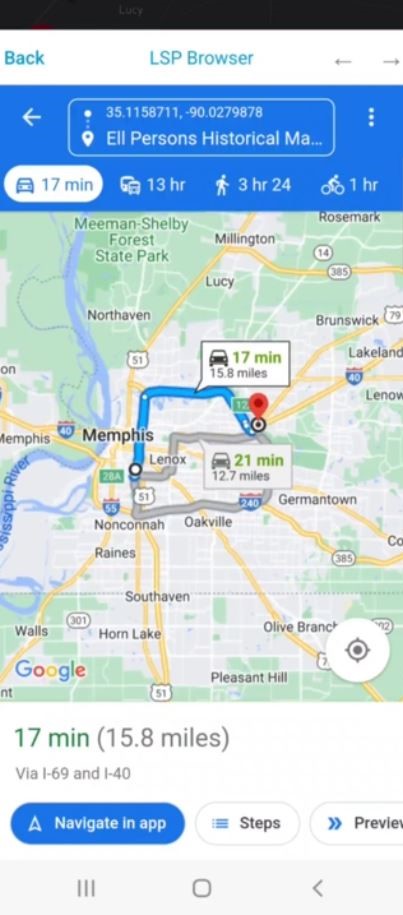 Lucy
Back
LSP Browser
35.1158711, -90.0279878
Ell Persons Historical Ma...
17 min
13 hr
3 hr 24
1 hr
Rosemark
Meeman-Shelby
Forest
State Park
Millington
14
385
Lucy
Northaven
Brunswick
79
51
17 min
15.8 miles
Lakeland
40
on
Lenow
12
40
Memphis
Memphis
Lenox
21 min
12.7 miles
28A
51
240
Germantown
55
Nonconnah
Oakville
Mississippi River
Raines
Co
385
Southaven
301
Walls
Horn Lake
Olive Branch
302
Google
Pleasant Hill
nt
51
17 min (15.8 miles)
Via I-69 and I-40
Navigate in app
Steps
Preview